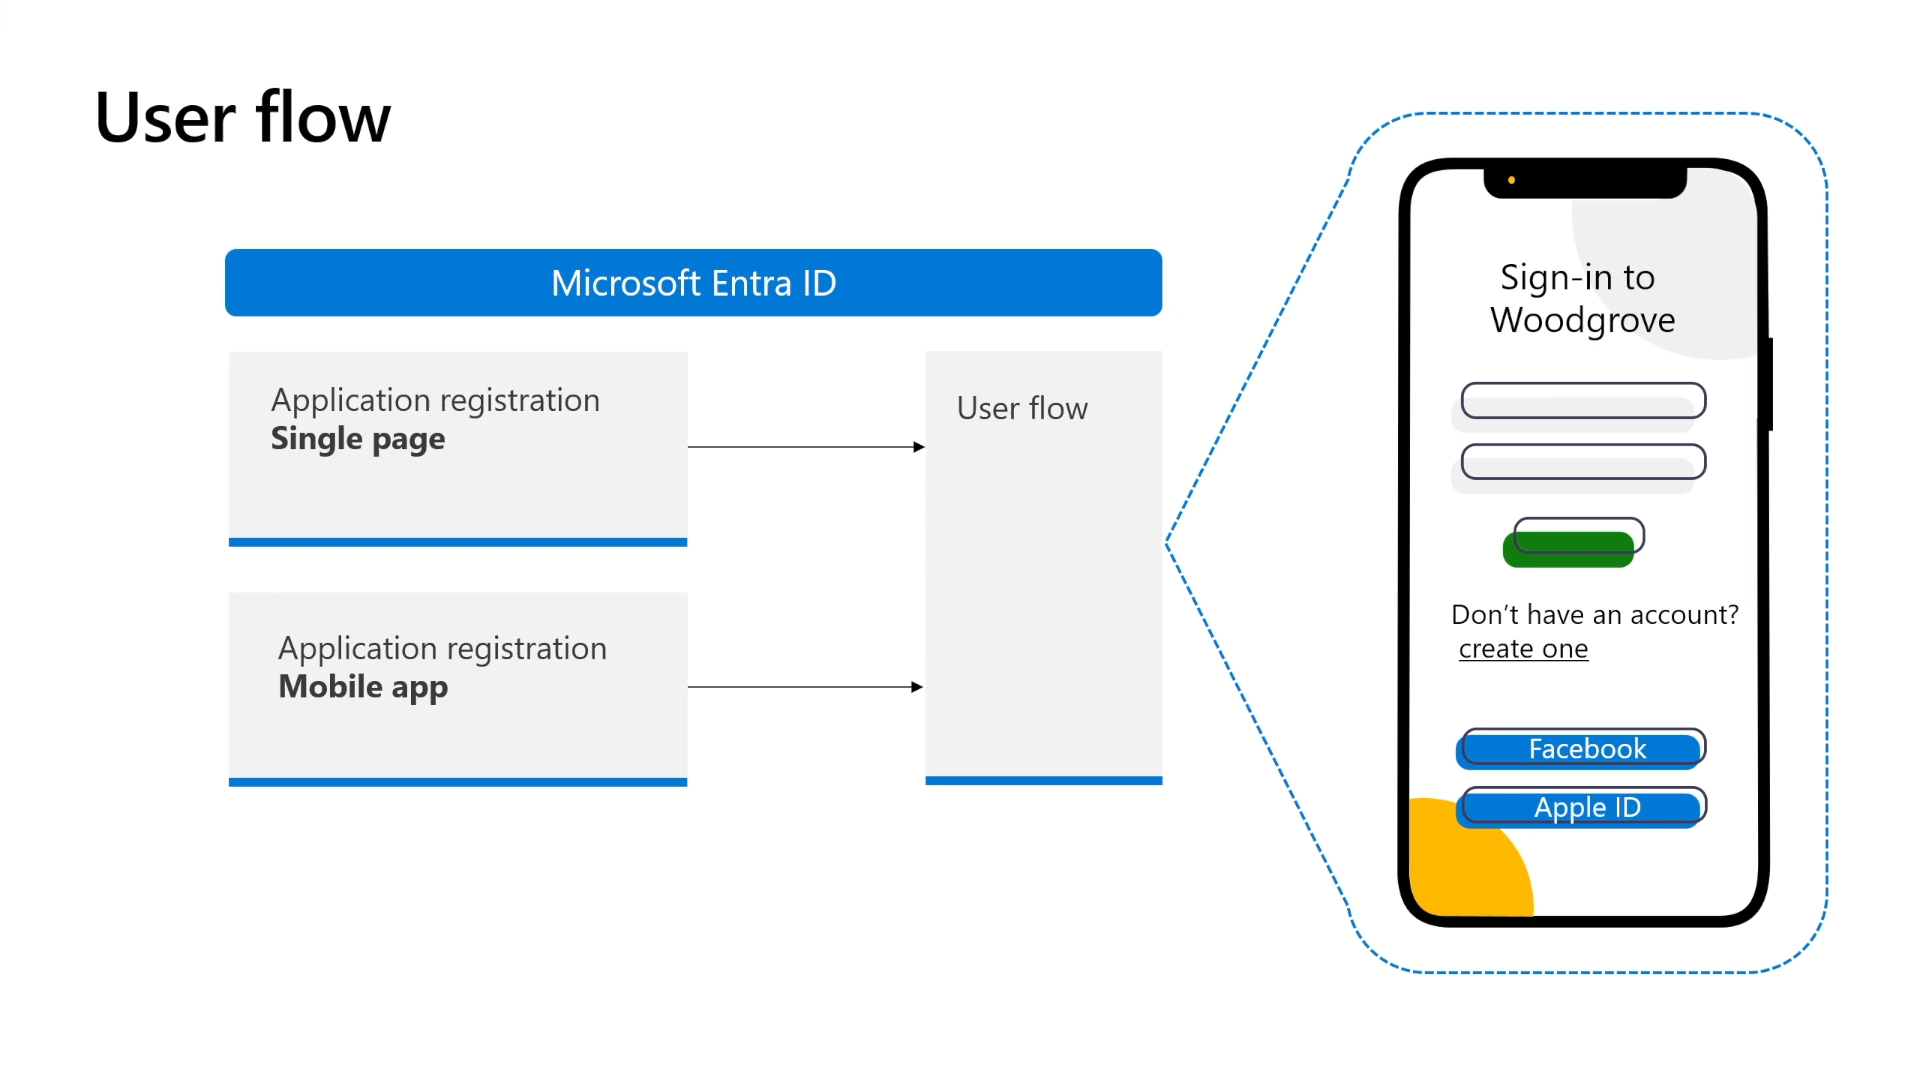 User flow
Microsoft Entra ID
Application registration
Single page
User flow
Application registration
Mobile app
Sign-in to
Woodgrove
Don’t have an account?
create one
Facebook
Apple ID